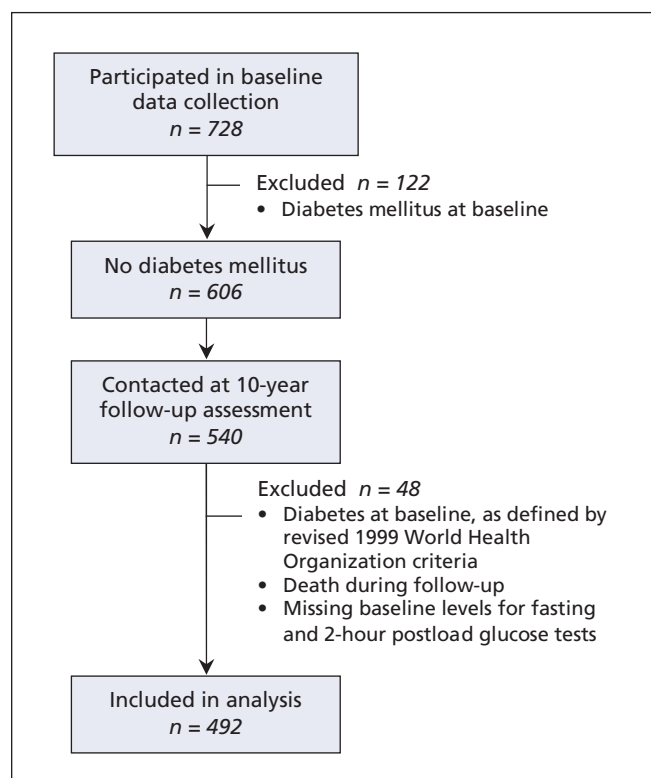 Participated in baseline
data collection
n = 728
Excluded n = 122
• Diabetes mellitus at baseline
No diabetes mellitus
n = 606
Contacted at 10-year
follow-up assessment
n = 540
Excluded n = 48
• Diabetes at baseline, as defined by
revised 1999 World Health
Organization criteria
• Death during follow-up
• Missing baseline levels for fasting
and 2-hour postload glucose tests
Included in analysis
n = 492